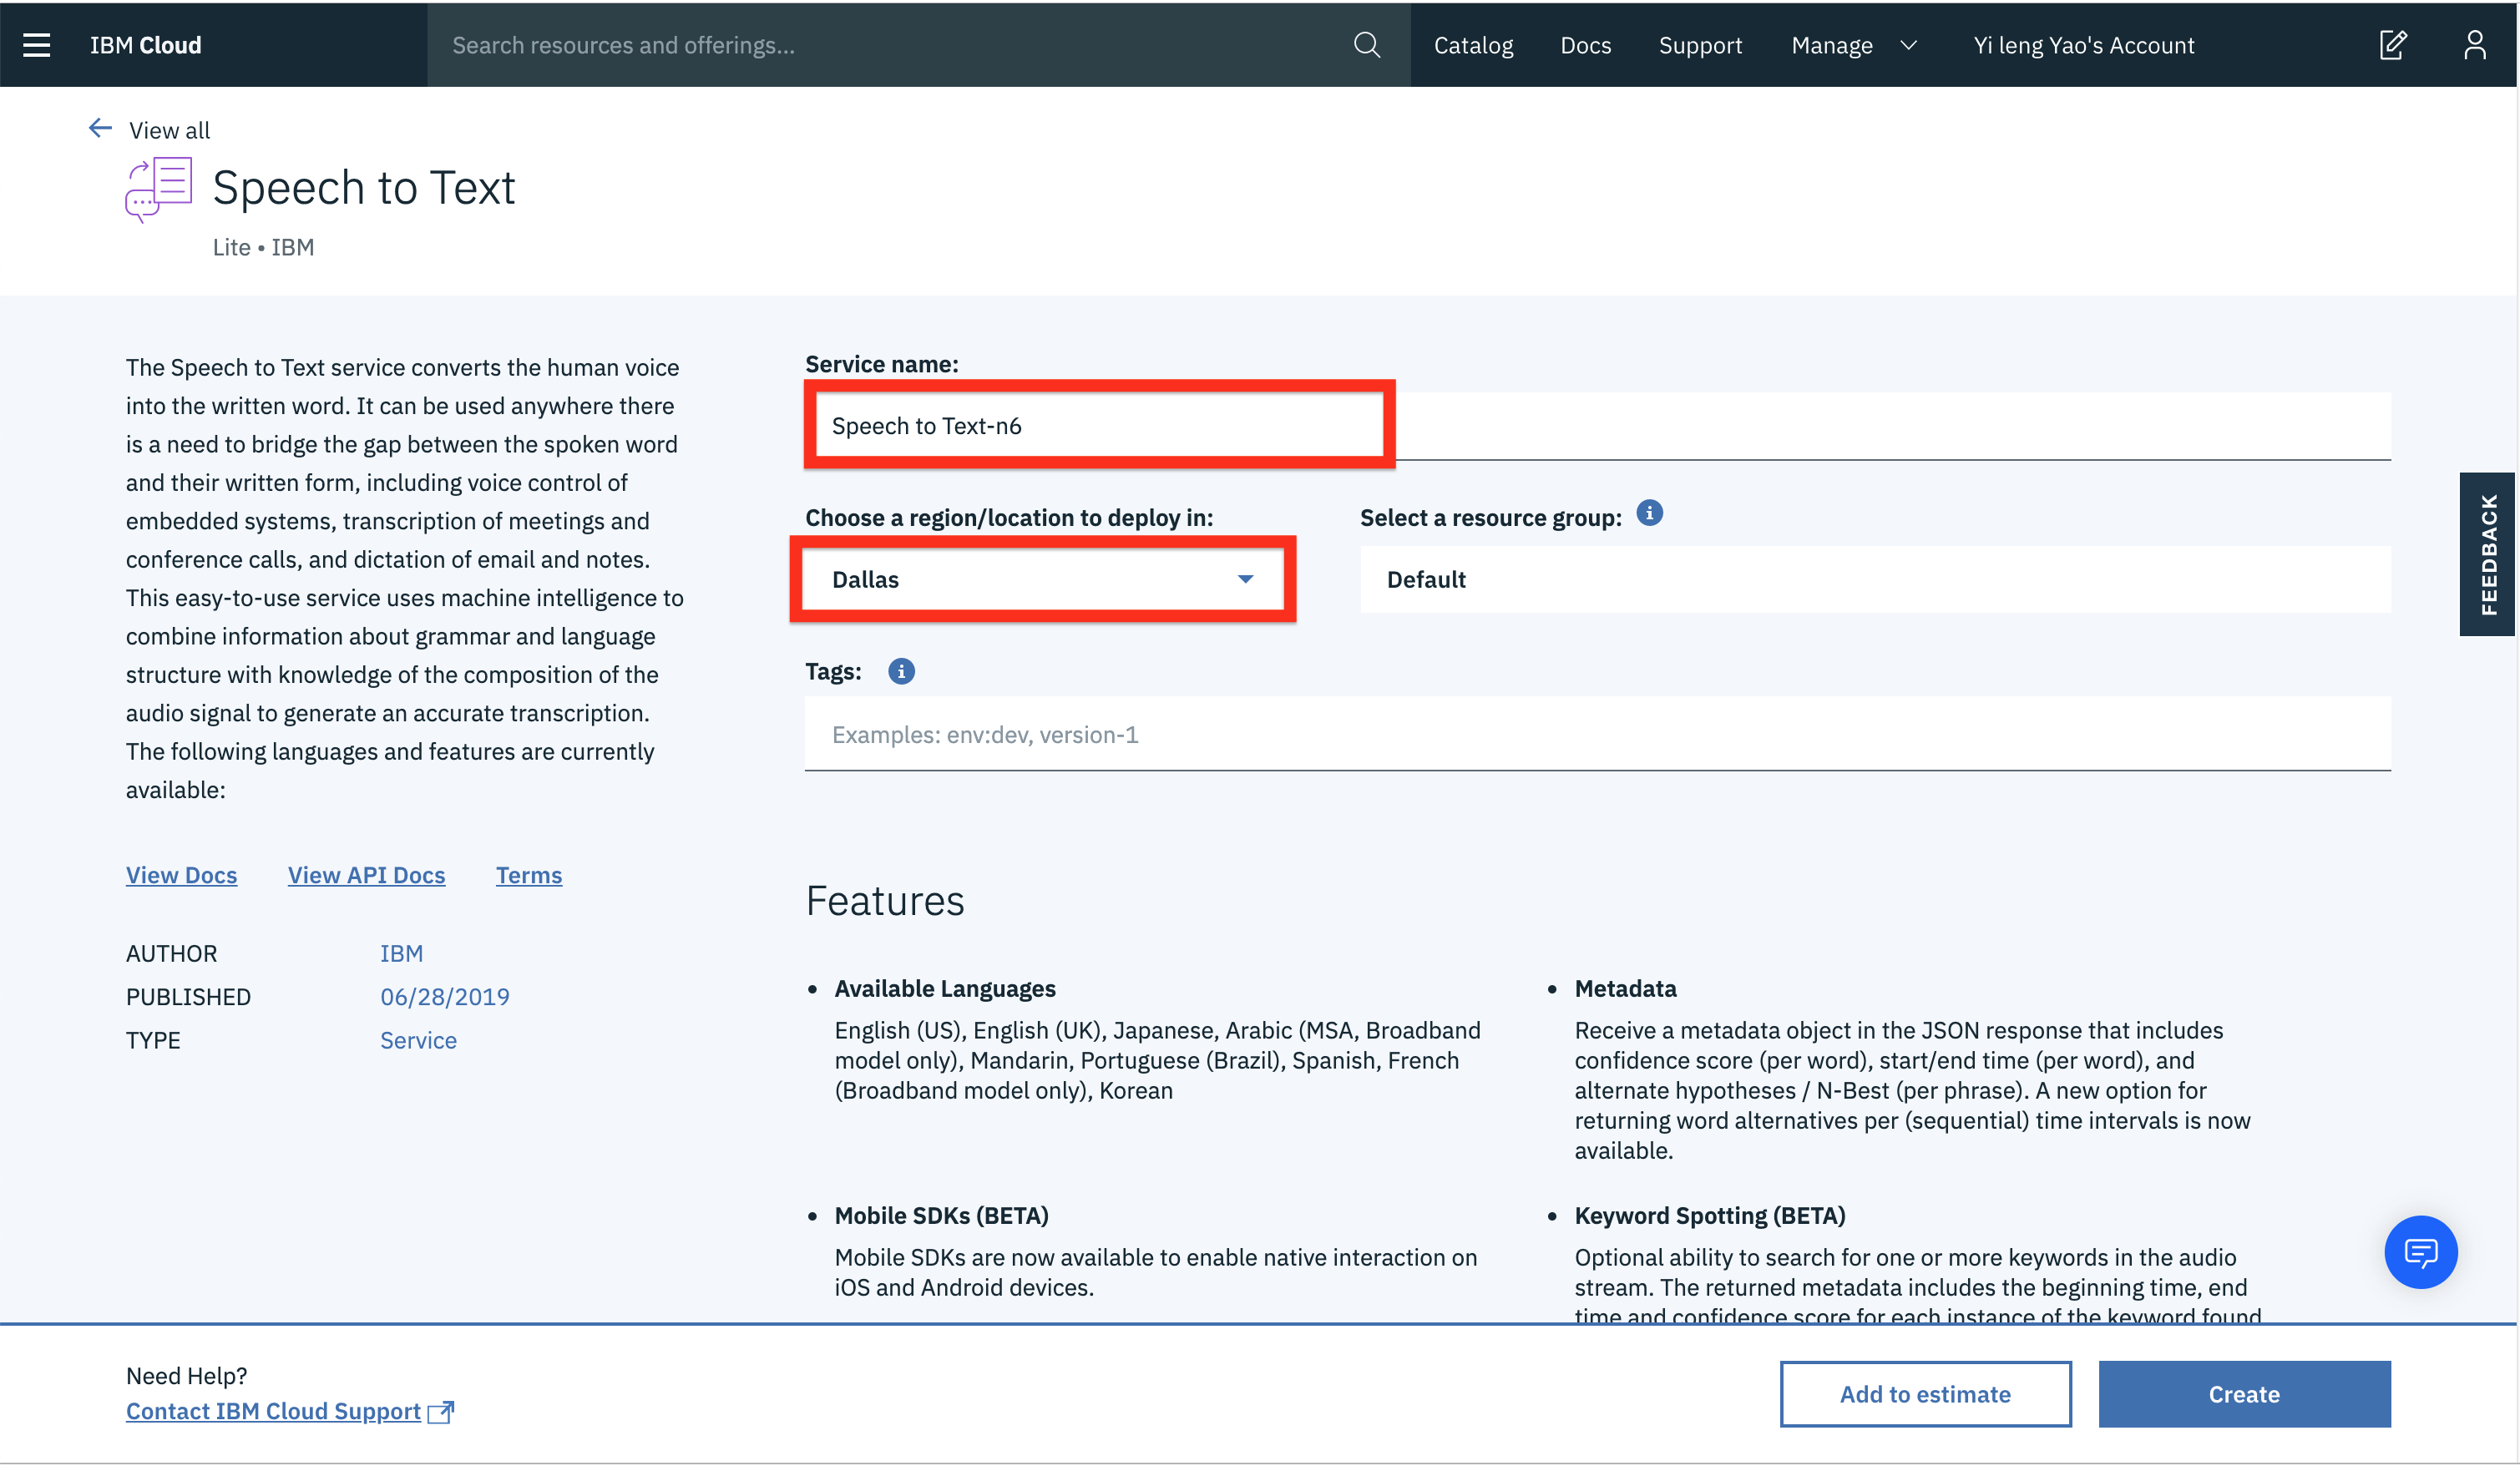 IBM Cloud
Search resources and offerings...
Catalog
Docs
Support
Manage
Yi leng Yao's Account
View all
Speech to Text
Lite • IBM
The Speech to Text service converts the human voice
into the written word. It can be used anywhere there
is a need to bridge the gap between the spoken word
and their written form, including voice control of
embedded systems, transcription of meetings and
conference calls, and dictation of email and notes.
This easy-to-use service uses machine intelligence to
combine information about grammar and language
structure with knowledge of the composition of the
audio signal to generate an accurate transcription.
The following languages and features are currently
available:
View Docs
View API Docs
Terms
AUTHOR
IBM
PUBLISHED
06/28/2019
TYPE
Service
Service name:
Speech to Text-n6
Choose a region/location to deploy in:
Dallas
Select a resource group:
Default
Tags:
Examples: env:dev, version-1
Features
• Available Languages
English (US), English (UK), Japanese, Arabic (MSA, Broadband
model only), Mandarin, Portuguese (Brazil), Spanish, French
(Broadband model only), Korean
• Metadata
Receive a metadata object in the JSON response that includes
confidence score (per word), start/end time (per word), and
alternate hypotheses / N-Best (per phrase). A new option for
returning word alternatives per (sequential) time intervals is now
available.
• Mobile SDKs (BETA)
Mobile SDKs are now available to enable native interaction on
iOS and Android devices.
• Keyword Spotting (BETA)
Optional ability to search for one or more keywords in the audio
stream. The returned metadata includes the beginning time, end
time and confidence score for each instance of the keyword found
FEEDBACK
Need Help?
Contact IBM Cloud Support
Add to estimate
Create